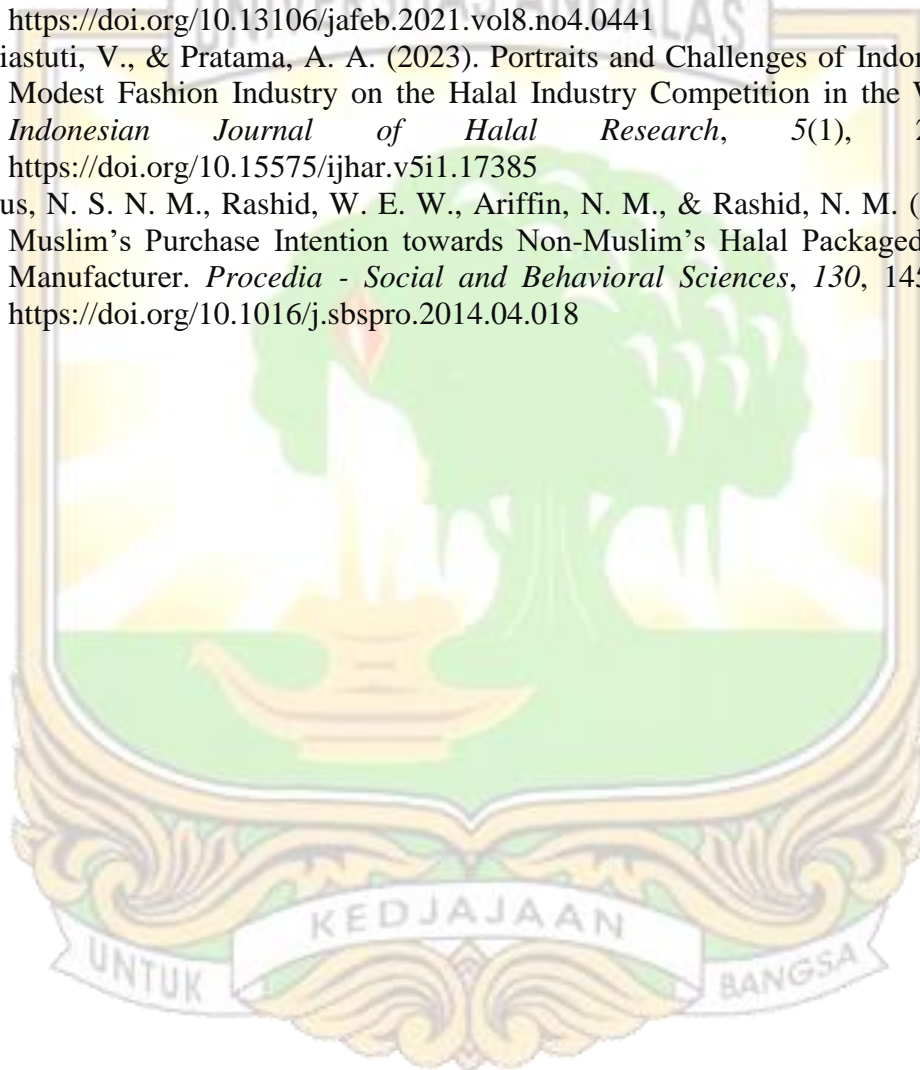 https://doi.org/10.13106/jafeb.2021.vol8.no4.0441
iastuti, V., & Pratama, A. A. (2023). Portraits and Challenges of Indon
Modest Fashion Industry on the Halal Industry Competition in the
Indonesian Journal of Halal Research, 5(1), 2
https://doi.org/10.15575/ijhar.v5i1.17385
us, N. S. N. M., Rashid, W. E. W., Ariffin, N. M., & Rashid, N. M. (
Muslim’s Purchase Intention towards Non-Muslim’s Halal Packaged
Manufacturer. Procedia - Social and Behavioral Sciences, 130, 145
https://doi.org/10.1016/j.sbspro.2014.04.018
KEDJAJAAN
UNTUK BANGSA